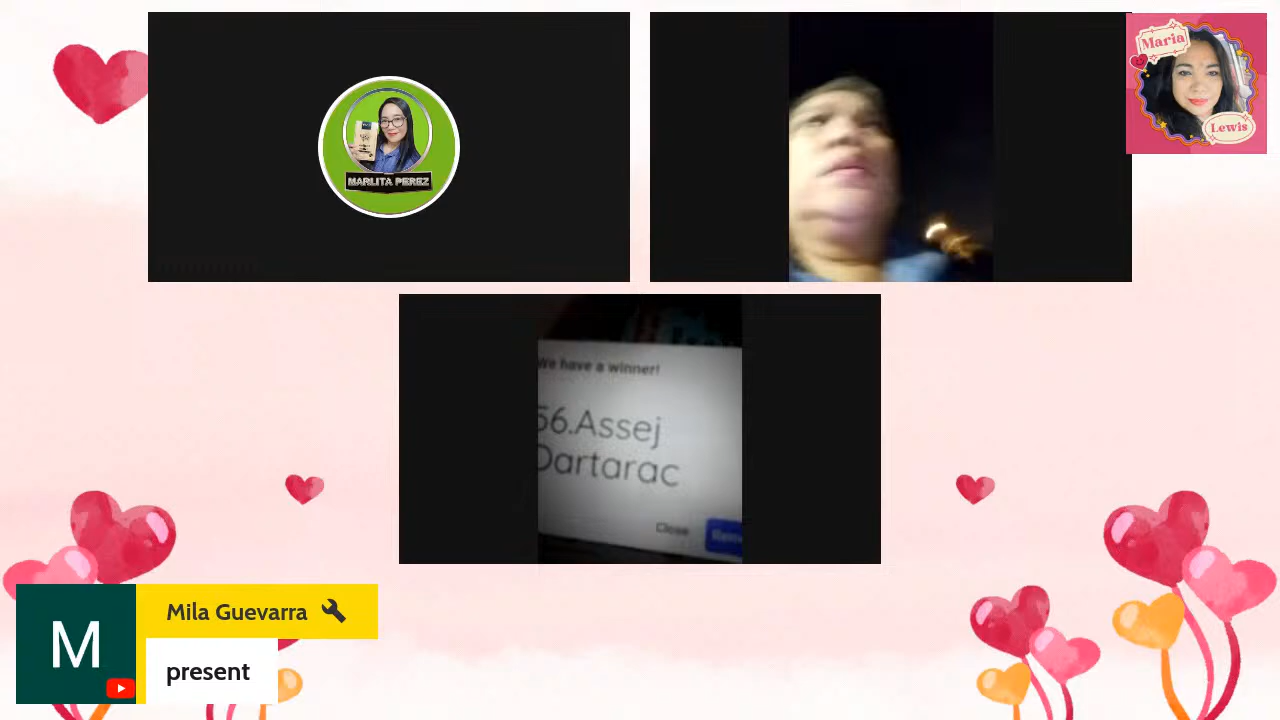 MARLITA PEREZ
Maria
Lewis
We have a winner!
56.Assej
Dartarac
Close
Mila Guevarra
M
present